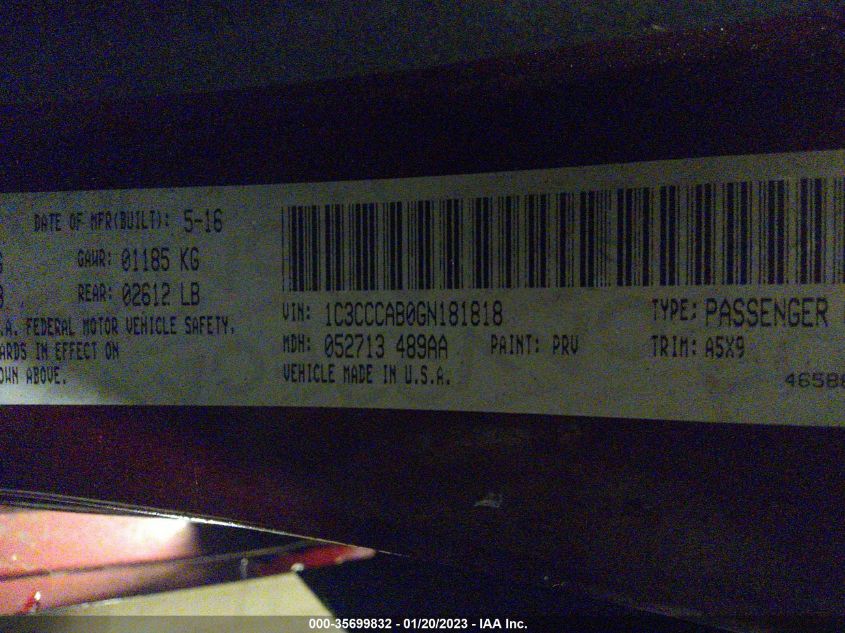 DATE OF MFR(BUILT): 5-16
GAWR: 01185 KG
REAR: 02612 LB
.A. FEDERAL MOTOR VEHICLE SAFETY,
ARDS IN EFFECT ON
OWN ABOVE.
VIN: 1C3CCCAB0GN181818
TYPE: PASSENGER
MDH: 052713 489AA PAINT: PRV
TRIM: A5X9
VEHICLE MADE IN U.S.A.
4658
000-35699832 - 01/20/2023 - IAA Inc.